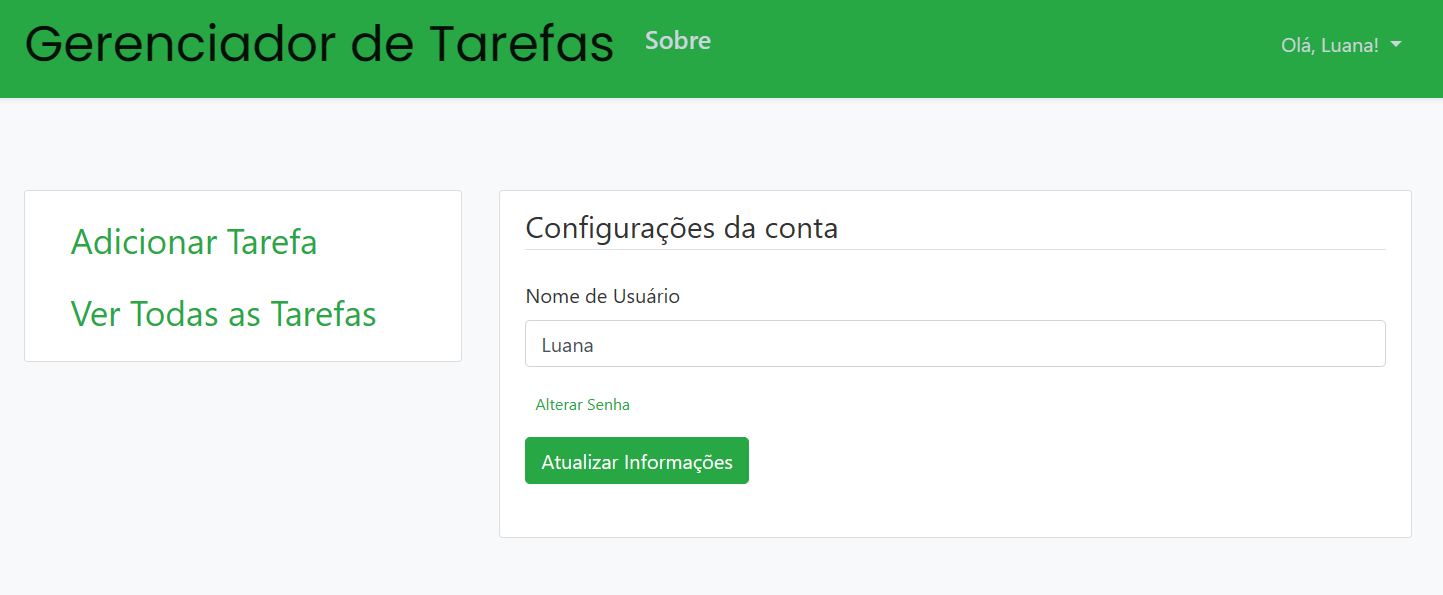 Gerenciador de Tarefas
Sobre
Olá, Luana!
Adicionar Tarefa
Ver Todas as Tarefas
Configurações da conta
Nome de Usuário
Luana
Alterar Senha
Atualizar Informações